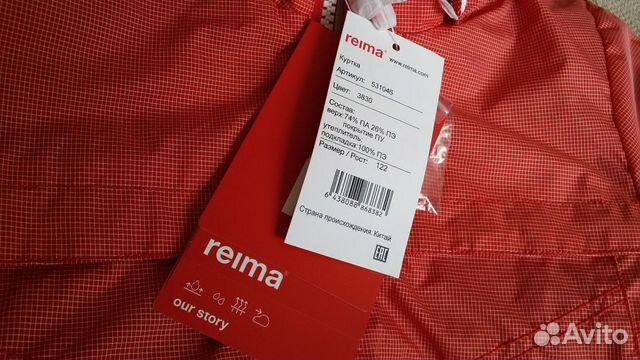 reima®
www.reima.com
Куртка
Артикул: 531046
Цвет: 3830
Состав:
верх:74% ПА 26% ПЭ
покрытие ПУ
утеплитель:
подкладка:100% ПЭ
Размер / Рост: 122
6 438086 868382
Страна происхождения: Китай
EAC
reima®
our story
Avito